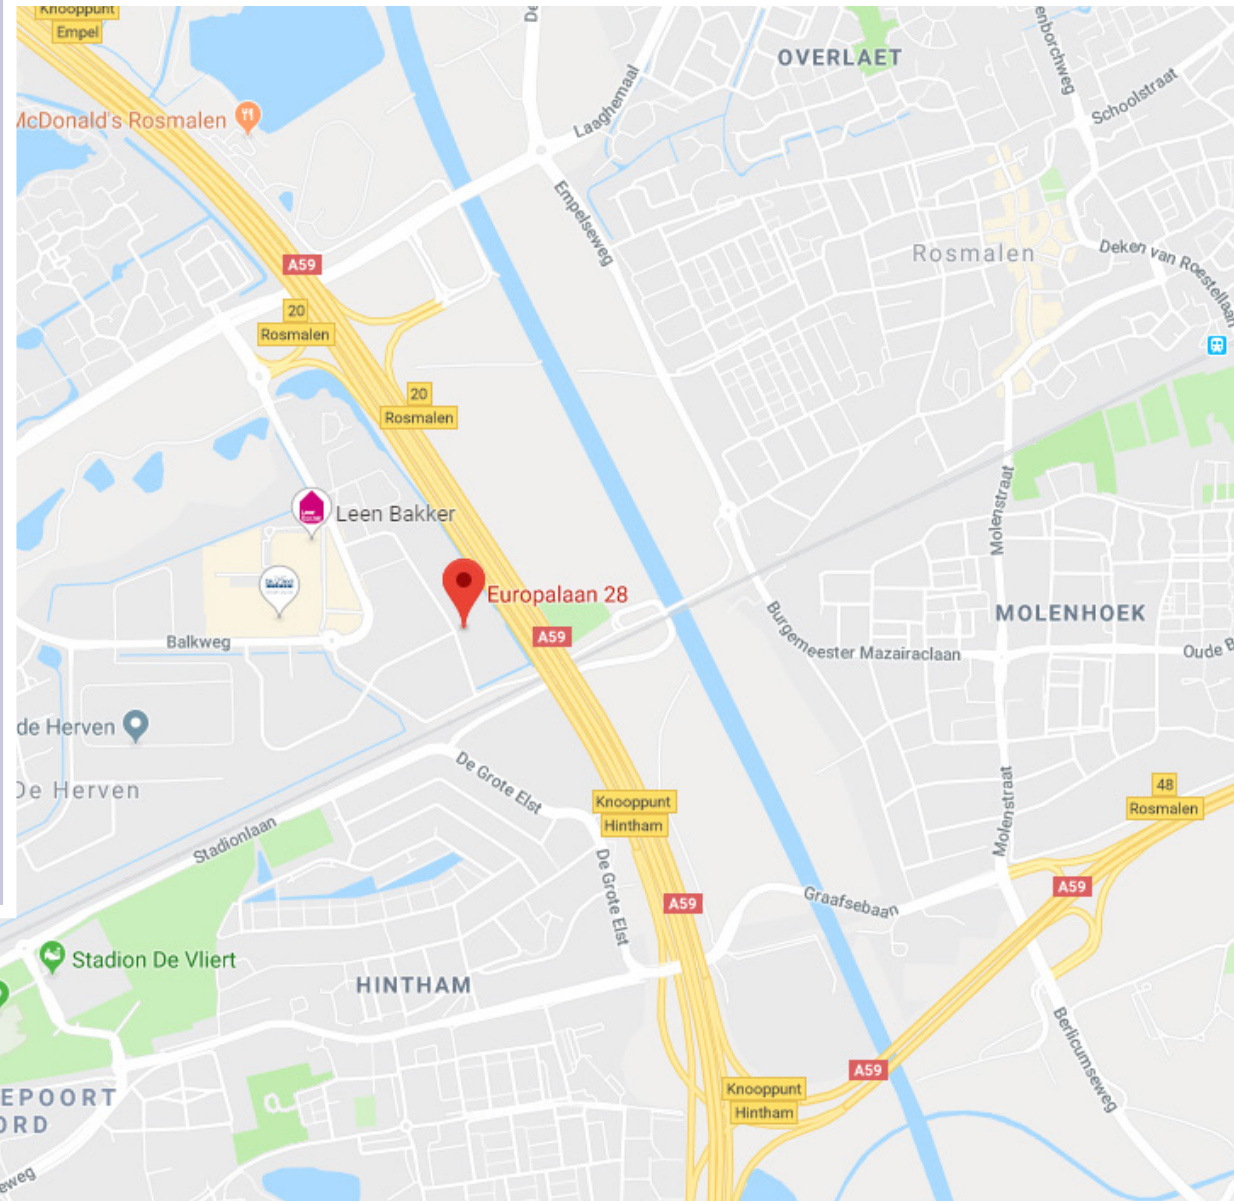 Knooppunt
Empel
De
OVERLAET
enborchweg
Schoolstraat
McDonald's Rosmalen
Laaghemaal
Empelseweg
Rosmalen
Deken van Roestellaan
A59
20
Rosmalen
20
Rosmalen
Molenstraat
Leen Bakker
Europalaan 28
A59
Balkweg
Burgemeester Mazairaclaan
MOLENHOEK
Oude B
de Herven
De Herven
De Grote Elst
Knooppunt
Hintham
48
Rosmalen
Molenstraat
Stadionlaan
De Grote Elst
A59
Graafsebaan
A59
Stadion De Vliert
HINTHAM
Berlicumseweg
A59
Knooppunt
Hintham
EPOORT
ORD
eweg